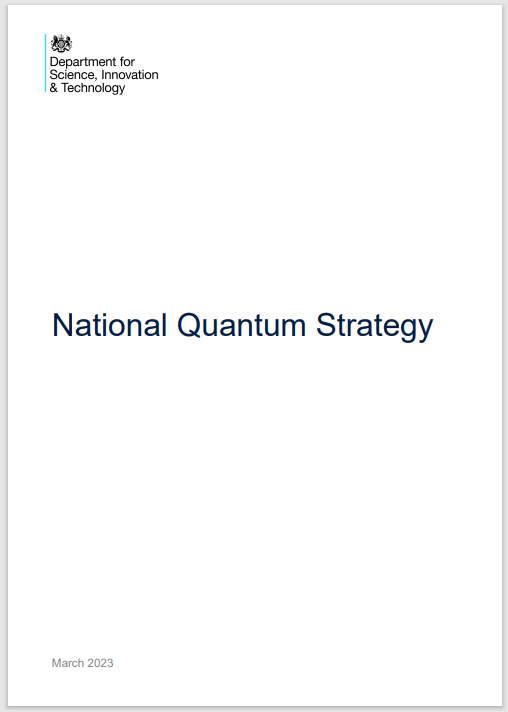 Department for
Science, Innovation
& Technology
National Quantum Strategy
March 2023